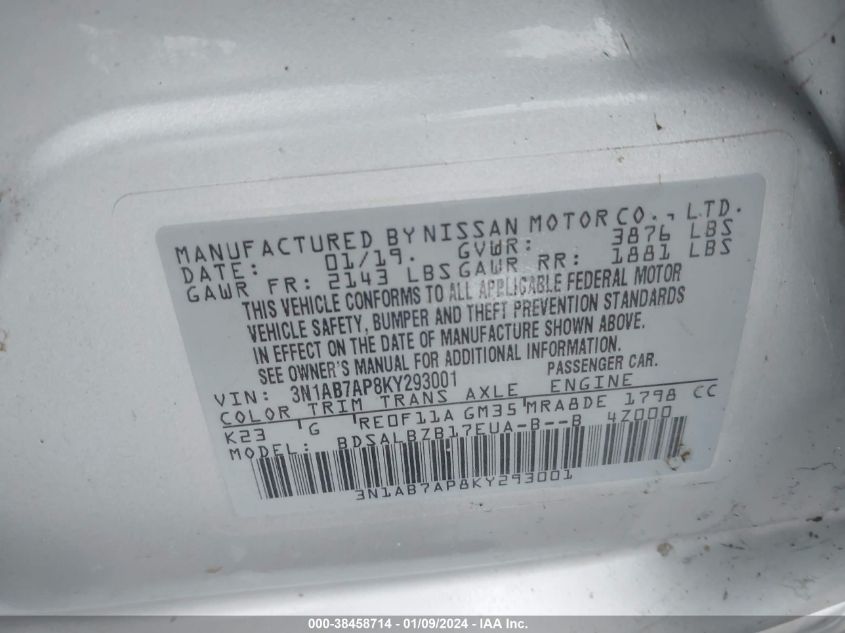 MANUFACTURED BY NISSAN MOTOR CO., LTD.
DATE: 01/19. GVWR: 3876 LBS
GAWR FR: 2143 LBS GAWR RR: 1881 LBS
THIS VEHICLE CONFORMS TO ALL APPLICABLE FEDERAL MOTOR
VEHICLE SAFETY, BUMPER AND THEFT PREVENTION STANDARDS
IN EFFECT ON THE DATE OF MANUFACTURE SHOWN ABOVE.
SEE OWNER'S MANUAL FOR ADDITIONAL INFORMATION.
VIN: 3N1AB7AP8KY293001 PASSENGER CAR.
COLOR TRIM TRANS AXLE ENGINE
K23 G RE0F11A GM35 MRA8DE 1798 CC
MODEL: BDSALBZB17EUA-B--B 4Z000
3N1AB7AP8KY293001
000-38458714 - 01/09/2024 - IAA Inc.